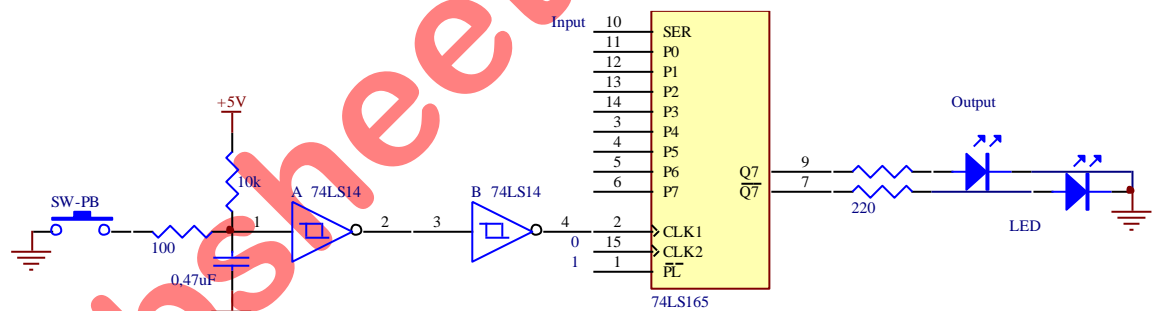 Input
10 SER
11 P0
12 P1
13 P2
14 P3
3 P4
4 P5
5 P6
6 P7
2 CLK1
0
15 CLK2
1
1 PL
74LS165
Q7 9
Q7 7
220
Output
LED
+5V
10k
SW-PB
100
0,47uF
1
A 74LS14
2
3
B 74LS14
4